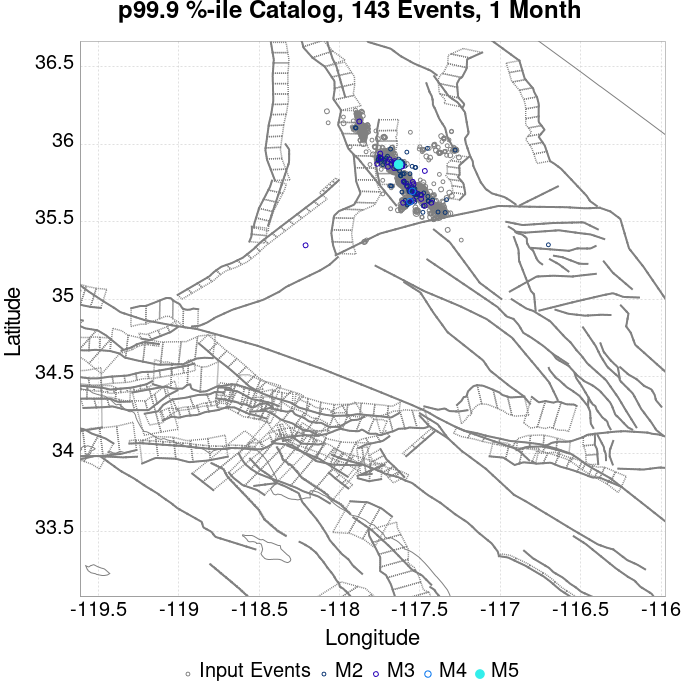 p99.9 %-ile Catalog, 143 Events, 1 Month
36.5
36
35.5
35
34.5
34
33.5
Latitude
-119.5 -119 -118.5 -118 -117.5 -117 -116.5 -116
Longitude
Input Events M2 M3 M4 M5